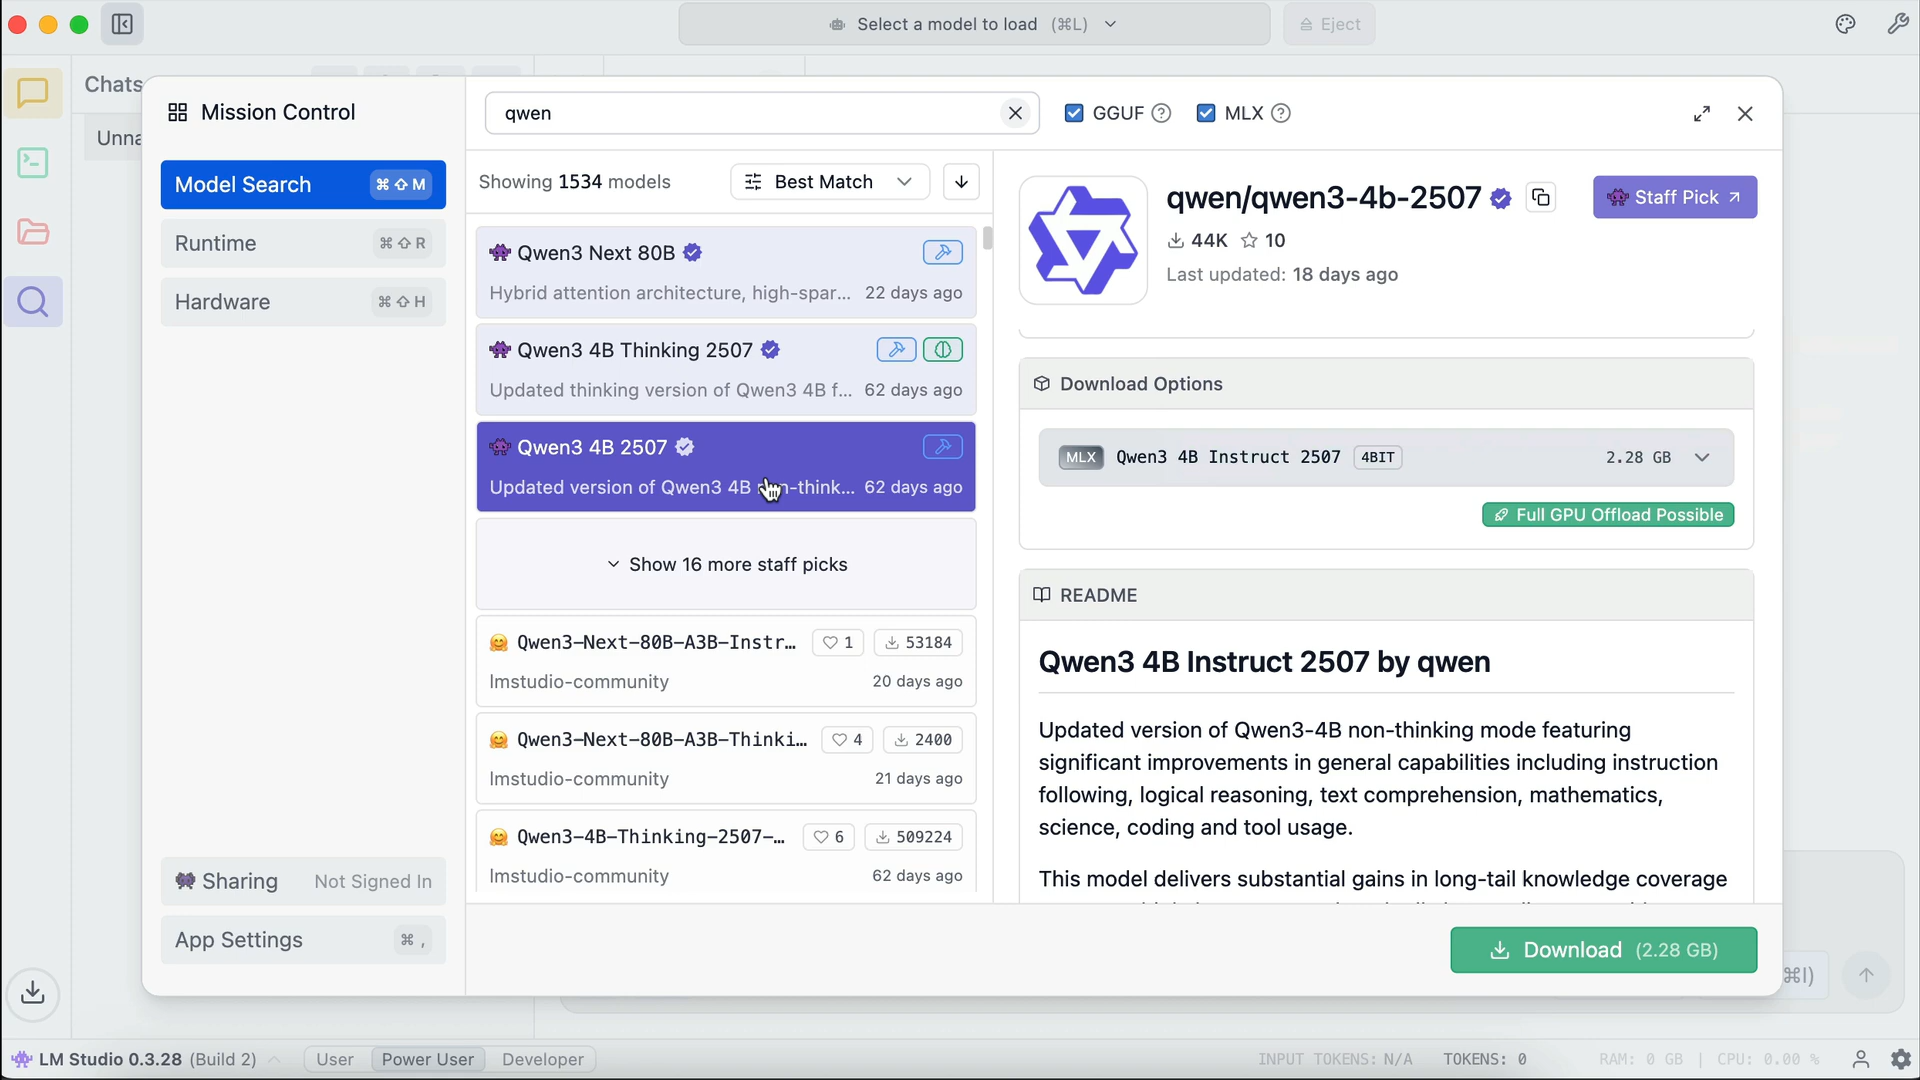 Select a model to load (⌘L)
Eject
Chats
Unna
Mission Control
Model Search ⌘ ⇧ M
Runtime ⌘ ⇧ R
Hardware ⌘ ⇧ H
Sharing Not Signed In
App Settings ⌘ ,
qwen
GGUF ?
MLX ?
Showing 1534 models
Best Match
Qwen3 Next 80B
Hybrid attention architecture, high-spar... 22 days ago
Qwen3 4B Thinking 2507
Updated thinking version of Qwen3 4B f... 62 days ago
Qwen3 4B 2507
Updated version of Qwen3 4B n-think... 62 days ago
Show 16 more staff picks
Qwen3-Next-80B-A3B-Instr... 1 53184
lmstudio-community 20 days ago
Qwen3-Next-80B-A3B-Thinki... 4 2400
lmstudio-community 21 days ago
Qwen3-4B-Thinking-2507-... 6 509224
lmstudio-community 62 days ago
qwen/qwen3-4b-2507
Staff Pick
44K 10
Last updated: 18 days ago
Download Options
MLX Qwen3 4B Instruct 2507 4BIT 2.28 GB
Full GPU Offload Possible
README
Qwen3 4B Instruct 2507 by qwen
Updated version of Qwen3-4B non-thinking mode featuring
significant improvements in general capabilities including instruction
following, logical reasoning, text comprehension, mathematics,
science, coding and tool usage.
This model delivers substantial gains in long-tail knowledge coverage
Download (2.28 GB)
⌘I)
LM Studio 0.3.28 (Build 2)
User
Power User
Developer
INPUT TOKENS: N/A TOKENS: 0
RAM: 0 GB | CPU: 0.00 %